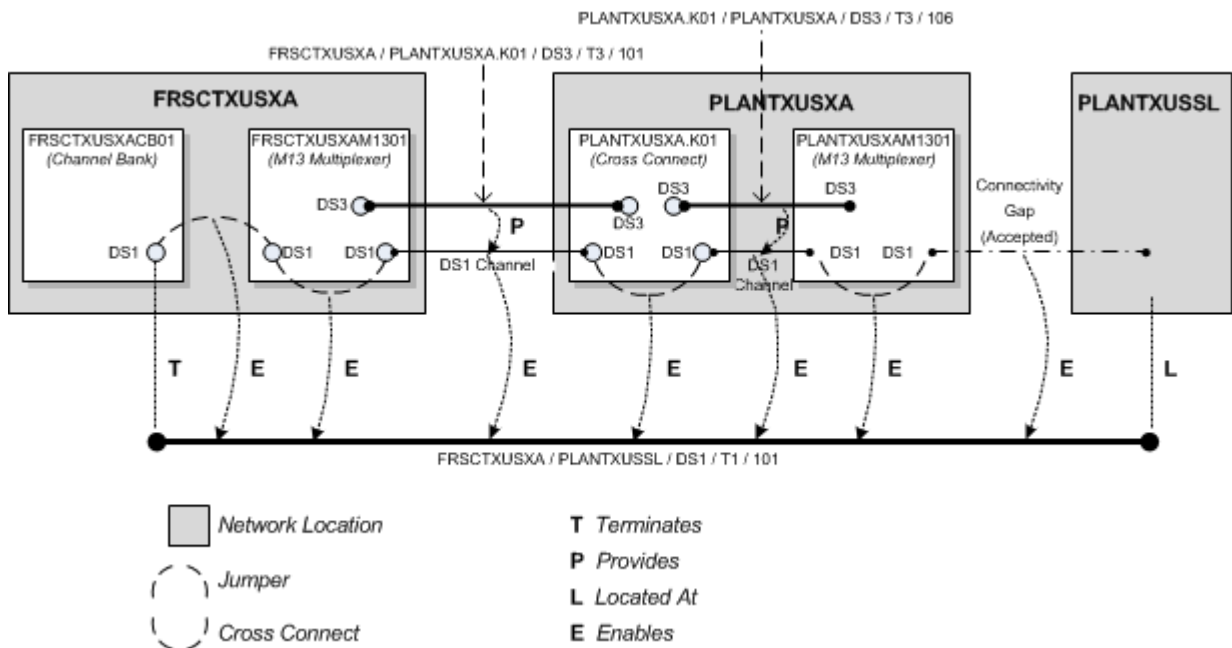 PLANTXUSXA.K01 / PLANTXUSXA / DS3 / T3 / 106
FRSCTXUSXA / PLANTXUSXA.K01 / DS3 / T3 / 101
FRSCTXUSXA
PLANTXUSXA
PLANTXUSSL
FRSCTXUSXACB01
(Channel Bank)
FRSCTXUSXAM1301
(M13 Multiplexer)
PLANTXUSXA.K01
(Cross Connect)
PLANTXUSXAM1301
(M13 Multiplexer)
DS3
DS3
DS3
DS3
Connectivity
Gap
(Accepted)
P
P
DS1
DS1
DS1
DS1
DS1
DS1
DS1
DS1 Channel
DS1
Channel
T
E
E
E
E
E
E
E
L
FRSCTXUSXA / PLANTXUSSL / DS1 / T1 / 101
Network Location
Jumper
Cross Connect
T Terminates
P Provides
L Located At
E Enables